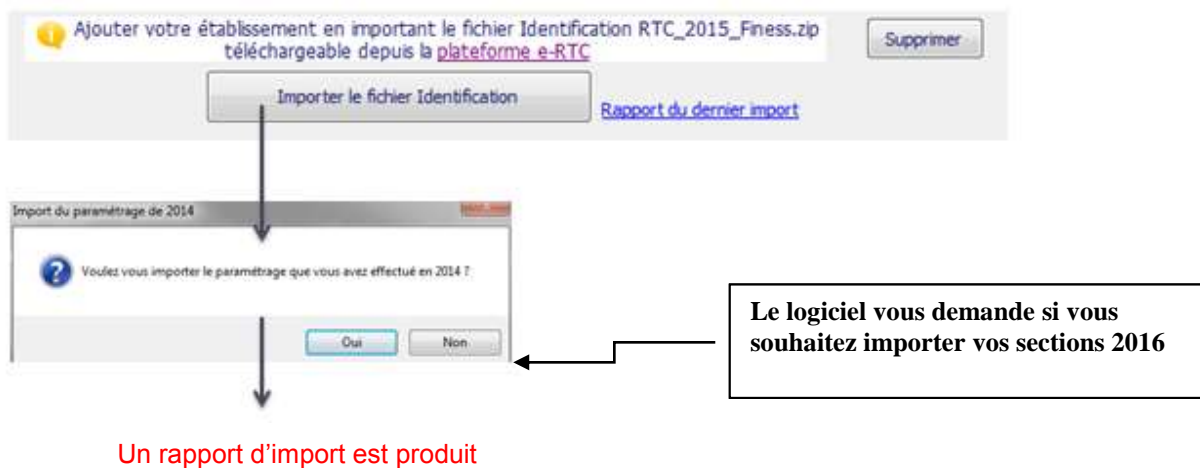 Ajouter votre établissement en important le fichier Identification RTC_2015_Finess.zip
téléchargeable depuis la plateforme e-RTC
Supprimer
Importer le fichier Identification
Rapport du dernier import
Import du paramétrage de 2014
Voulez vous importer le paramétrage que vous avez effectué en 2014 ?
Oui
Non
Le logiciel vous demande si vous
souhaitez importer vos sections 2016
Un rapport d'import est produit